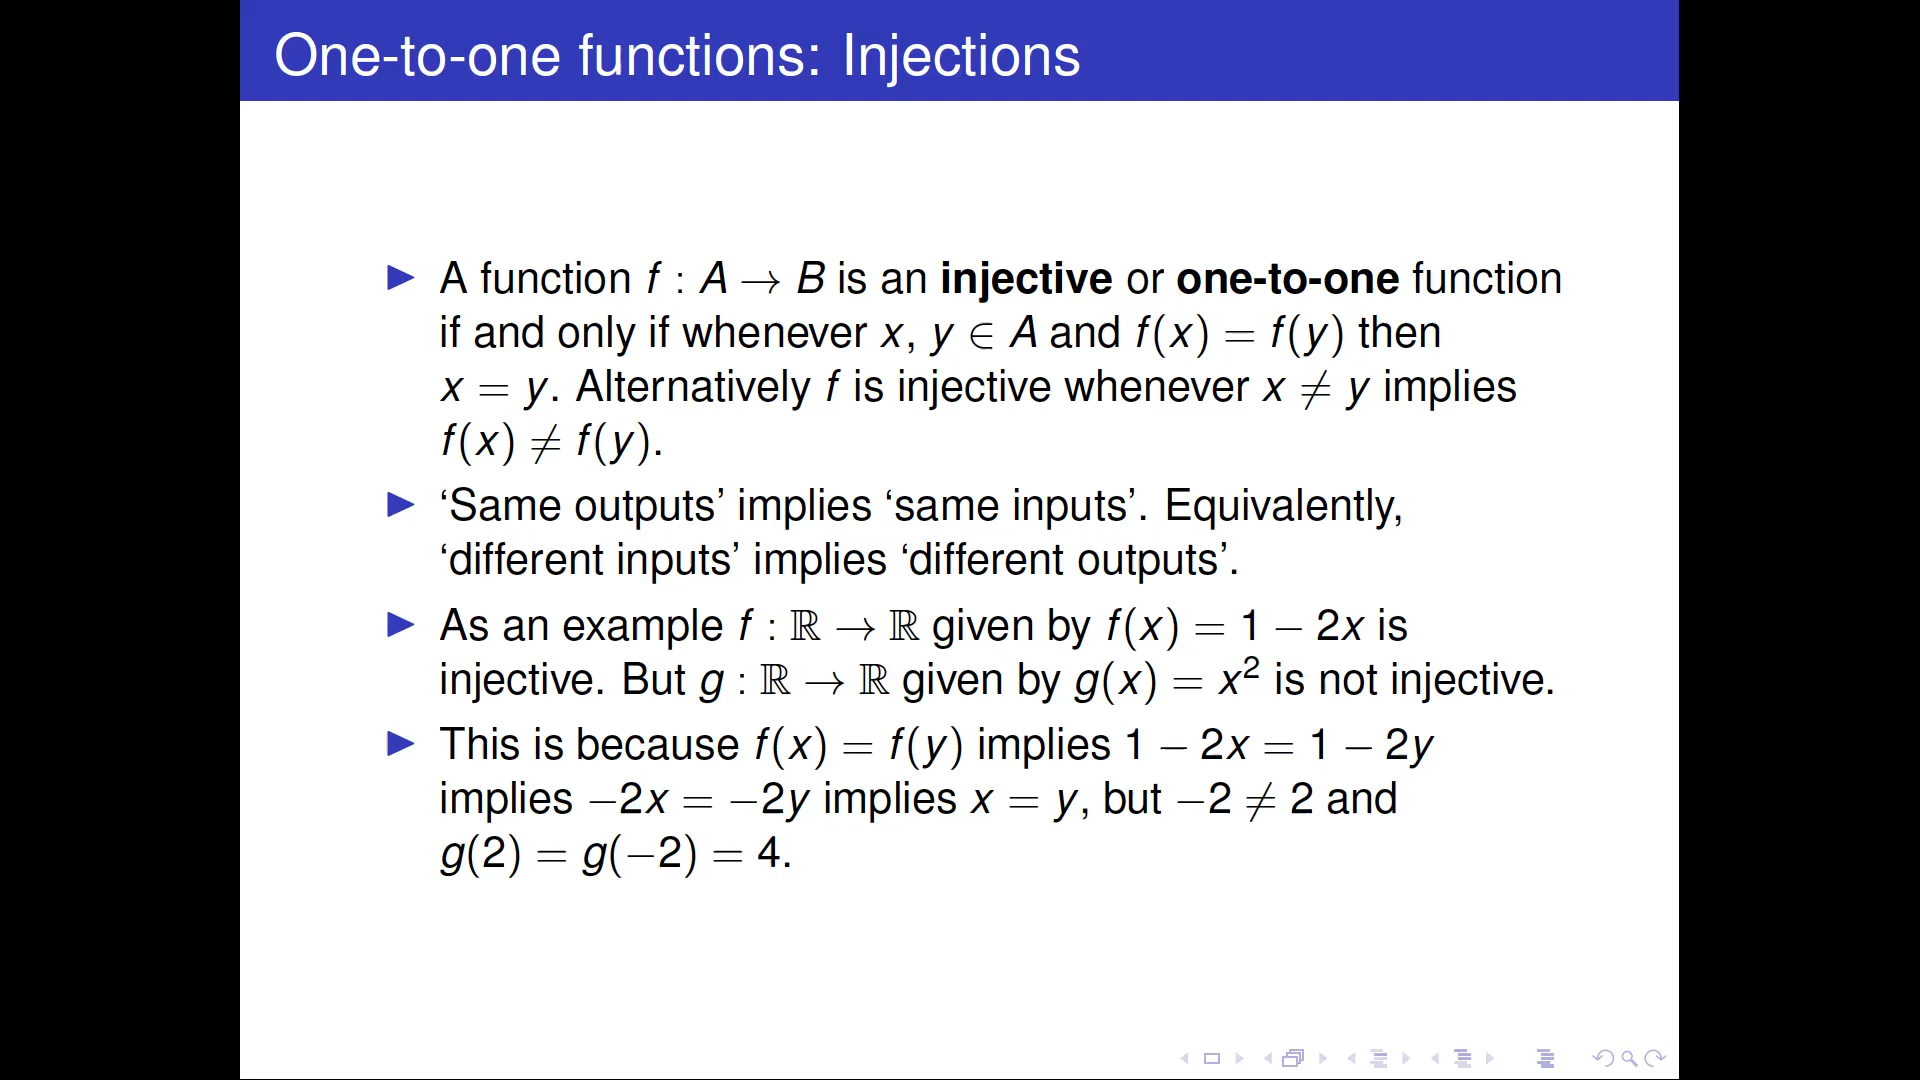 One-to-one functions: Injections
A function f : A → B is an injective or one-to-one function
if and only if whenever x, y ∈ A and f(x) = f(y) then
x = y. Alternatively f is injective whenever x ≠ y implies
f(x) ≠ f(y).
‘Same outputs’ implies ‘same inputs’. Equivalently,
‘different inputs’ implies ‘different outputs’.
As an example f : ℝ → ℝ given by f(x) = 1 − 2x is
injective. But g : ℝ → ℝ given by g(x) = x² is not injective.
This is because f(x) = f(y) implies 1 − 2x = 1 − 2y
implies −2x = −2y implies x = y, but −2 ≠ 2 and
g(2) = g(−2) = 4.